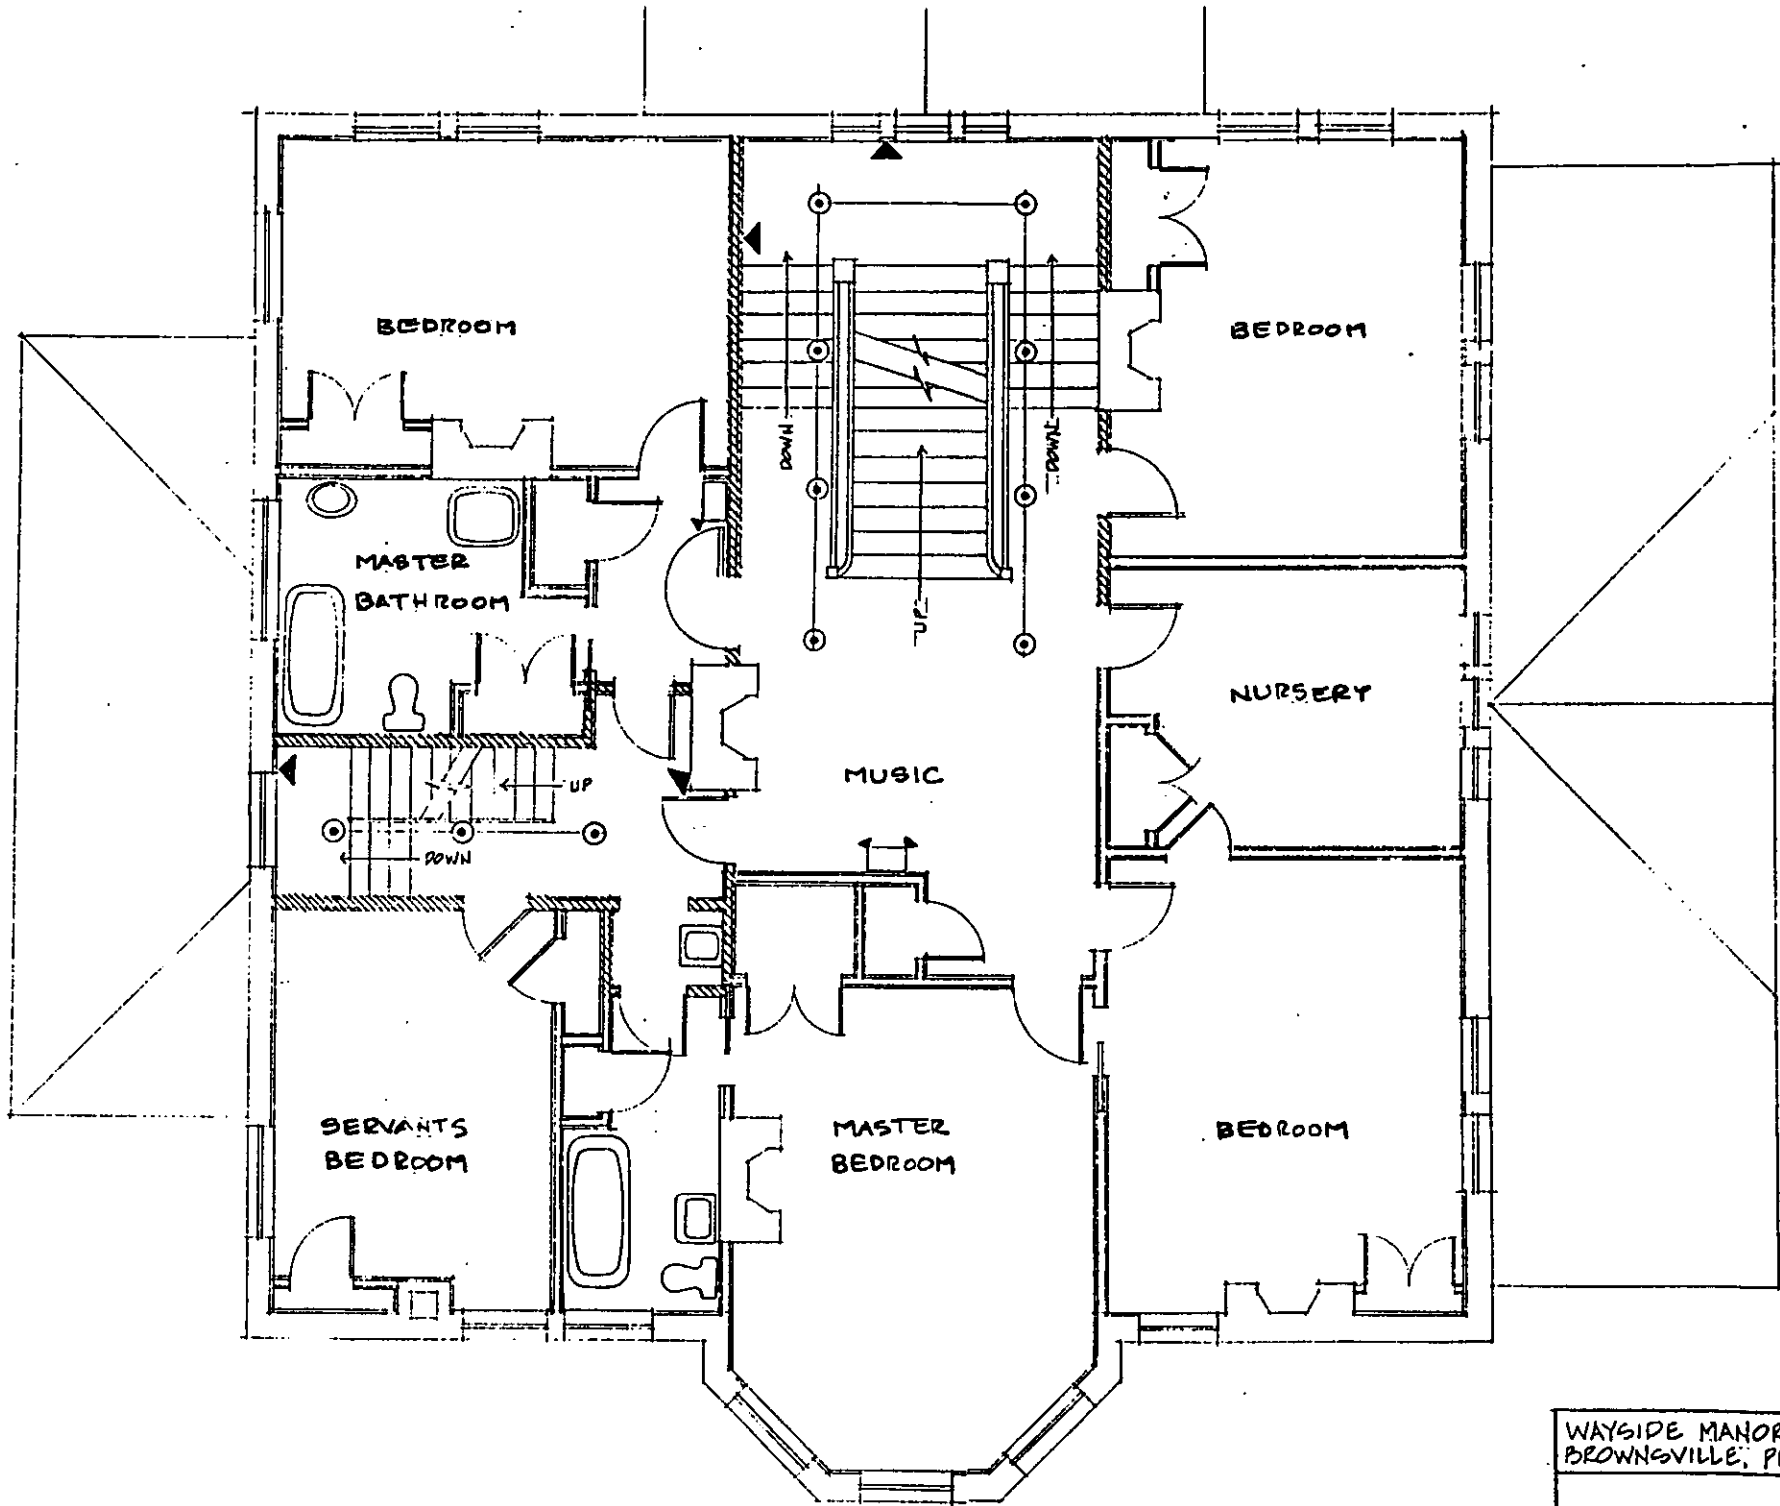 BEDROOM
BEDROOM
DOWN
DOWN
UP
MASTER
BATHROOM
NURSERY
MUSIC
UP
DOWN
SERVANTS
BEDROOM
MASTER
BEDROOM
BEDROOM
WAYSIDE MANOR
BROWNSVILLE,